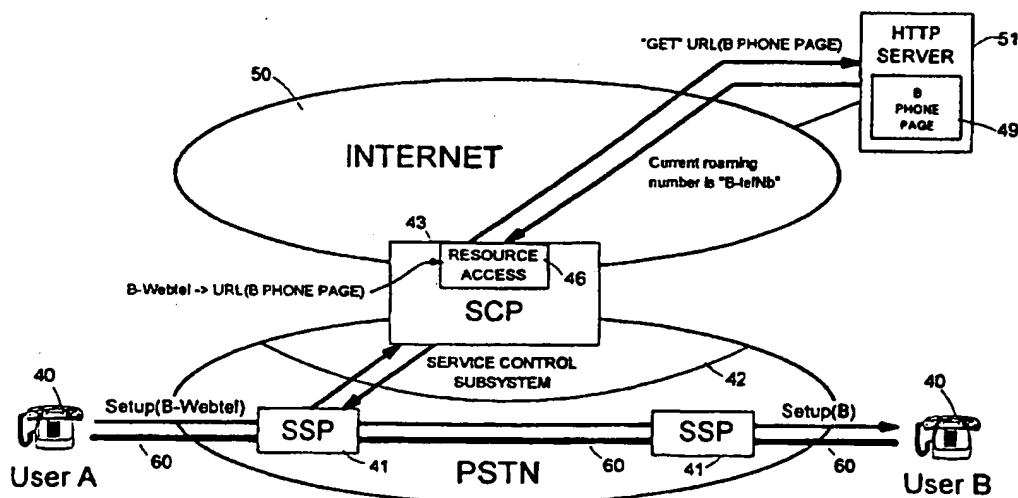 "GET" URL(B PHONE PAGE)
HTTP
SERVER
51
B
PHONE
PAGE
49
50
INTERNET
Current roaming
number is "B-telNb"
43
RESOURCE
ACCESS
46
B-Webtel -> URL(B PHONE PAGE)
SCP
SERVICE CONTROL
SUBSYSTEM
42
40
Setup(B-Webtel)
SSP
SSP
Setup(B)
40
60
41
60
41
60
User A
PSTN
User B